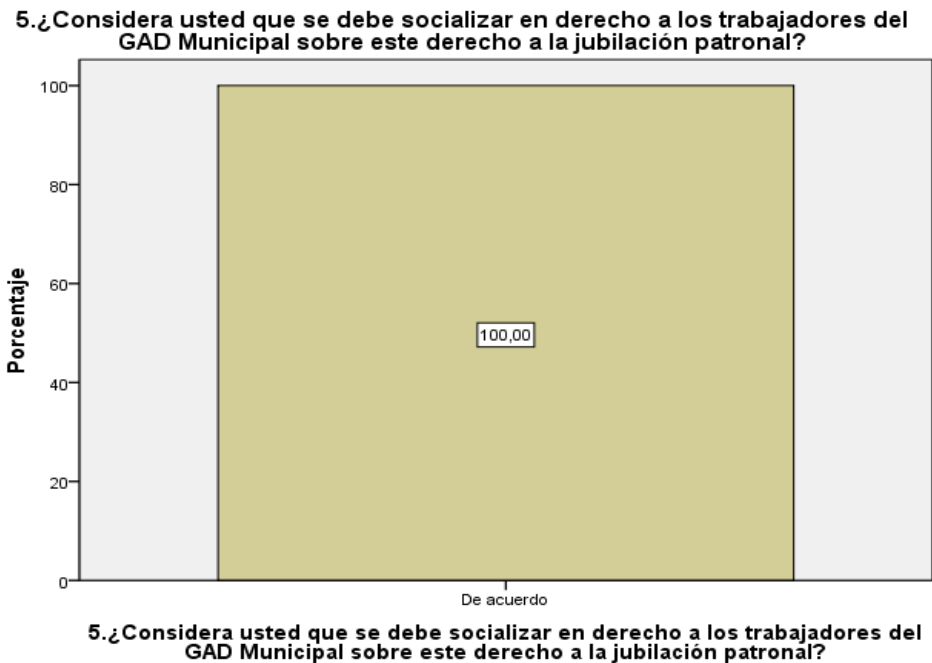 5.¿Considera usted que se debe socializar en derecho a los trabajadores del
GAD Municipal sobre este derecho a la jubilación patronal?
Porcentaje
100
80
60
40
20
0
100,00
De acuerdo
5.¿Considera usted que se debe socializar en derecho a los trabajadores del
GAD Municipal sobre este derecho a la jubilación patronal?